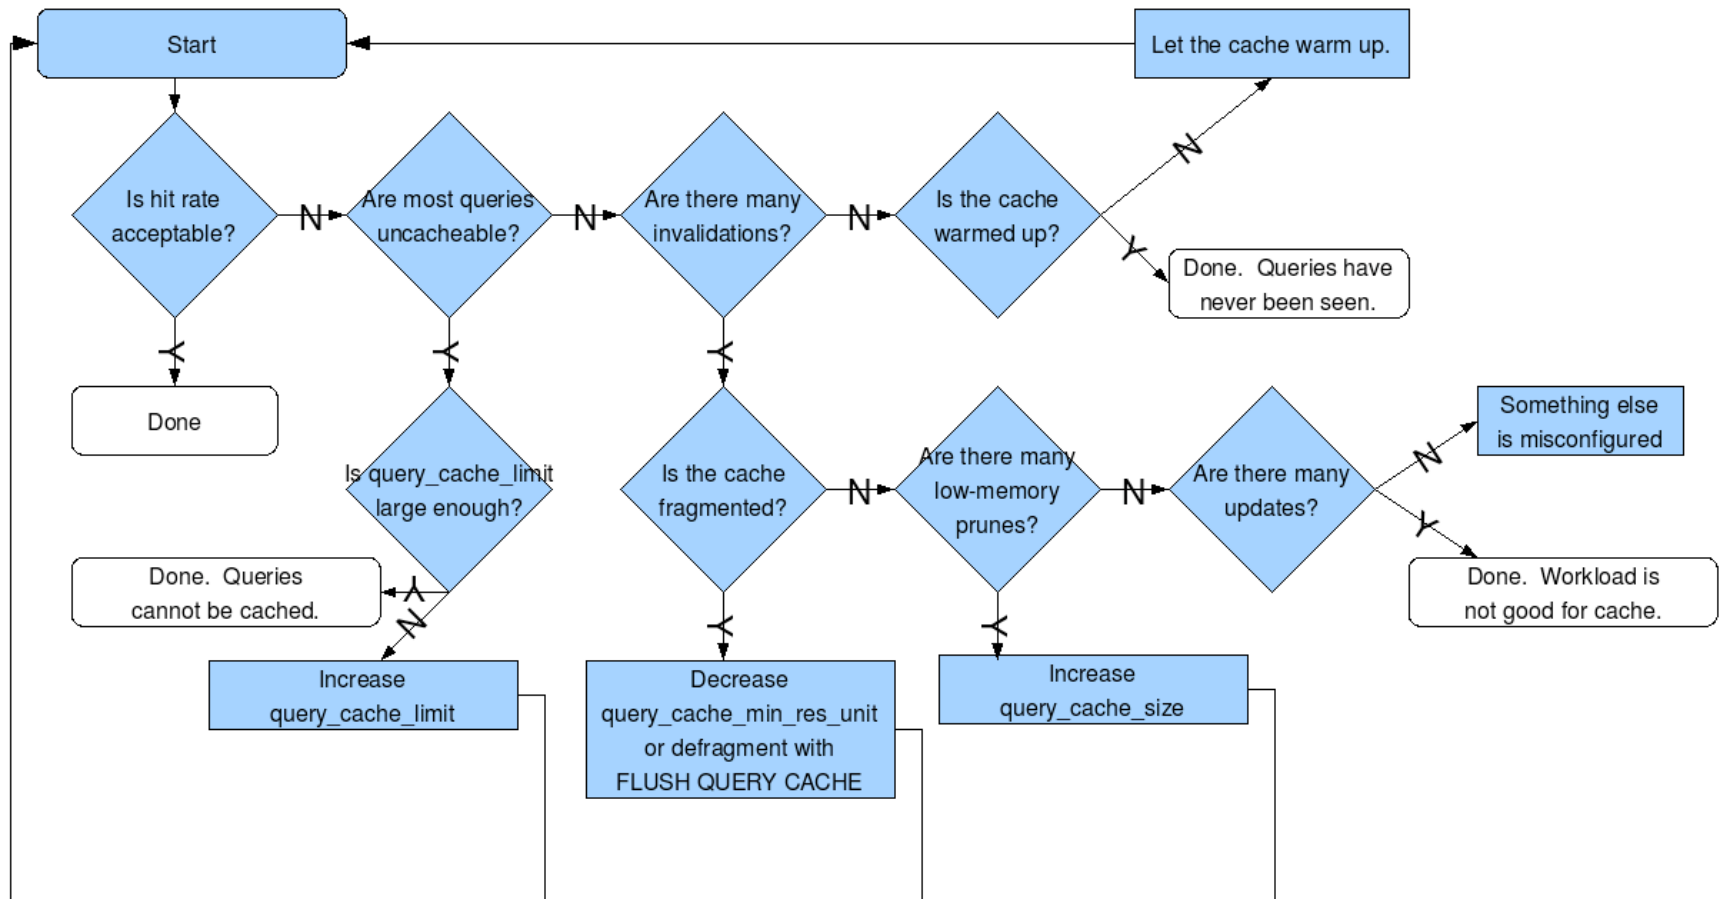 Start
Let the cache warm up.
N
Is hit rate
acceptable?
N
Are most queries
uncacheable?
N
Are there many
invalidations?
N
Is the cache
warmed up?
Y
Done.  Queries have
never been seen.
Y
Y
Y
Done
Is query_cache_limit
large enough?
Is the cache
fragmented?
N
Are there many
low-memory
prunes?
N
Are there many
updates?
N
Something else
is misconfigured
Y
Done.  Workload is
not good for cache.
Done.  Queries
cannot be cached.
Y
N
Y
Y
Increase
query_cache_limit
Decrease
query_cache_min_res_unit
or defragment with
FLUSH QUERY CACHE
Increase
query_cache_size